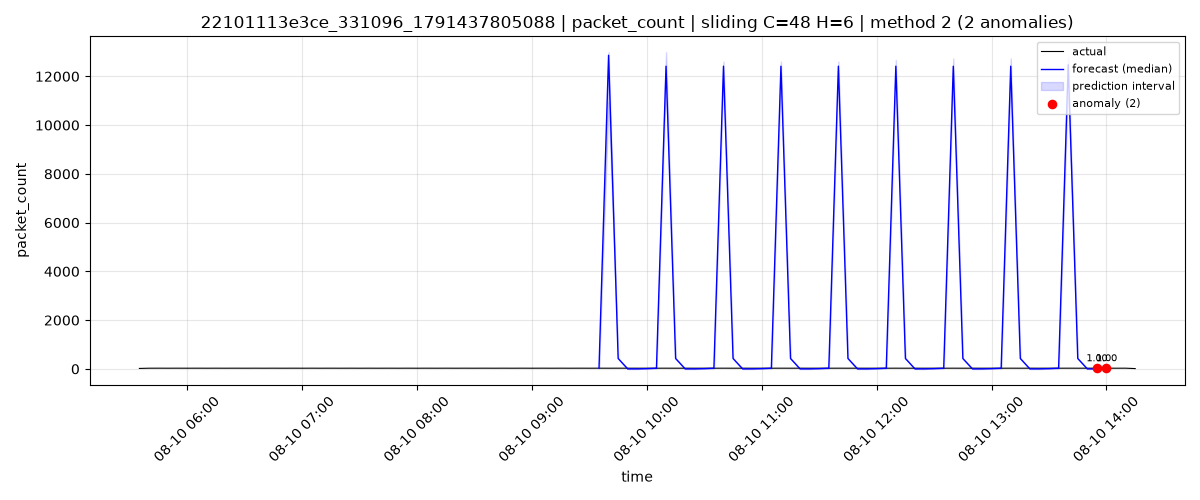 22101113e3ce_331096_1791437805088 | packet_count | sliding C=48 H=6 | method 2 (2 anomalies)
actual
forecast (median)
prediction interval
anomaly (2)
12000
10000
8000
6000
4000
2000
0
packet_count
08-10 06:00
08-10 07:00
08-10 08:00
08-10 09:00
08-10 10:00
08-10 11:00
08-10 12:00
08-10 13:00
08-10 14:00
time